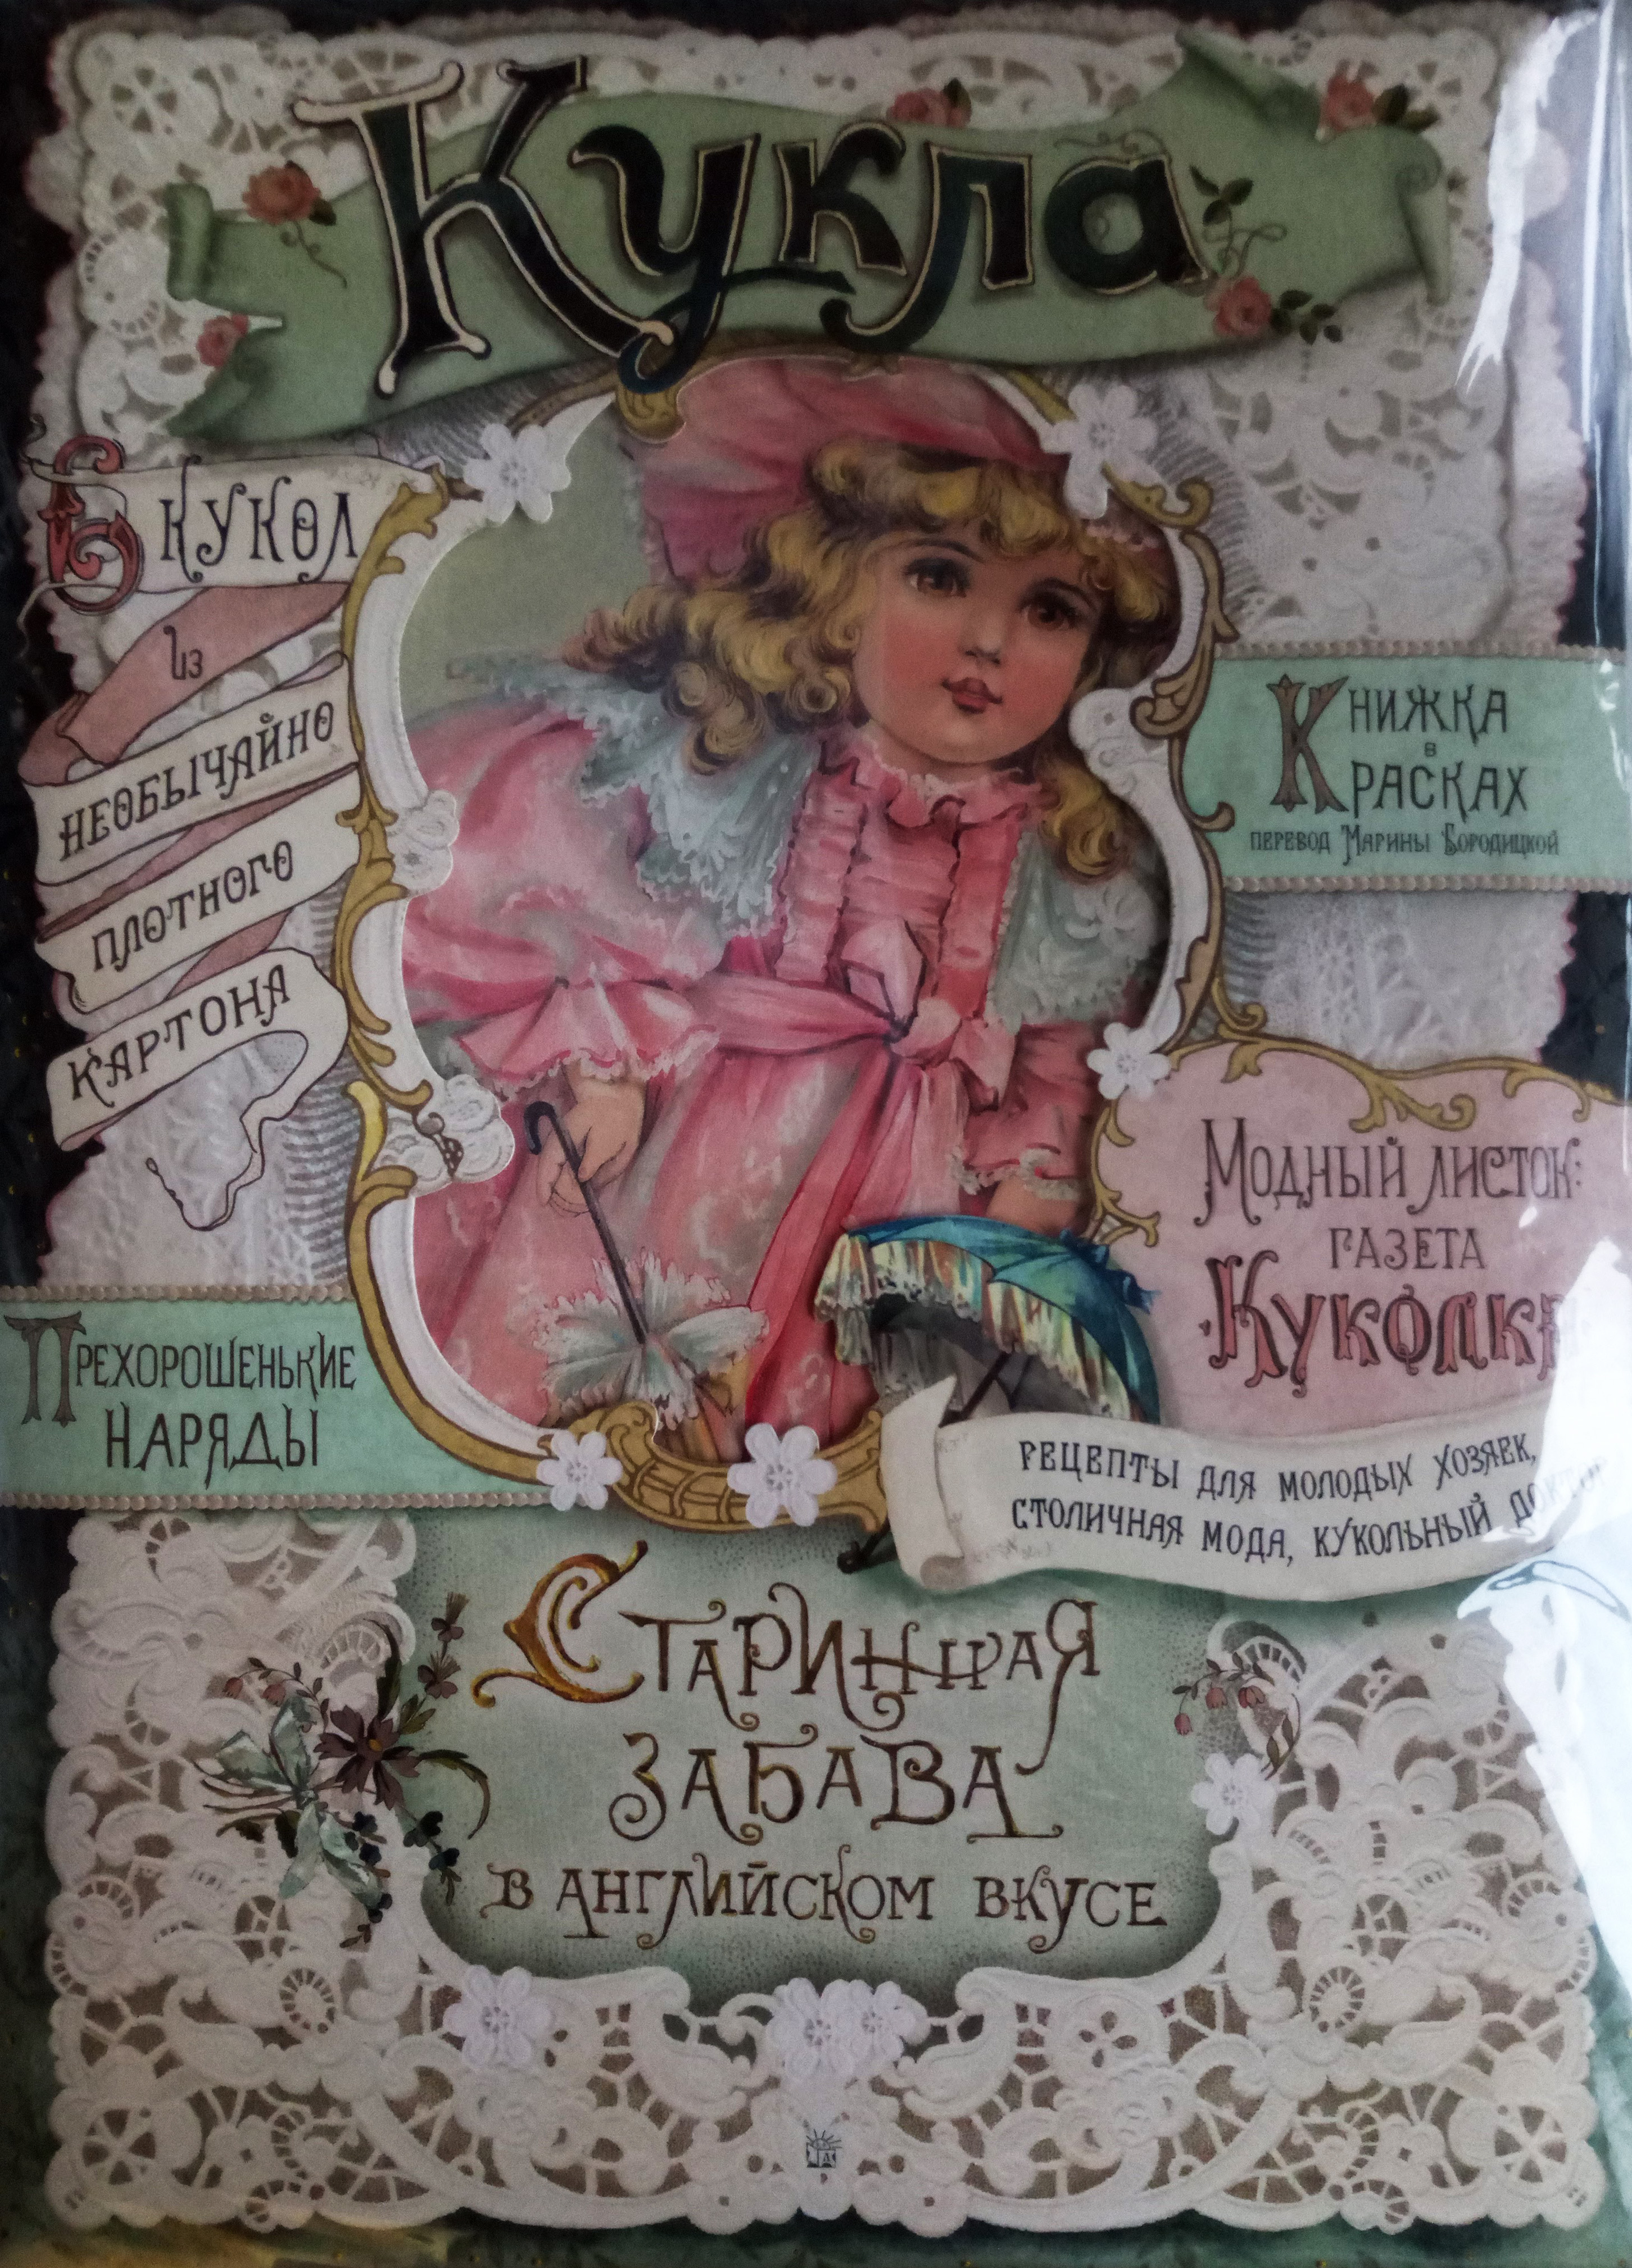 Кукла
6 кукол
из
необычайно
плотного
картона
Книжка
в
Красках
перевод Марины Бородицкой
Модный листок:
газета
Куколка
Прехорошенькие
наряды
рецепты для молодых хозяек,
столичная мода, кукольный доктор
Старинная
забава
в английском вкусе